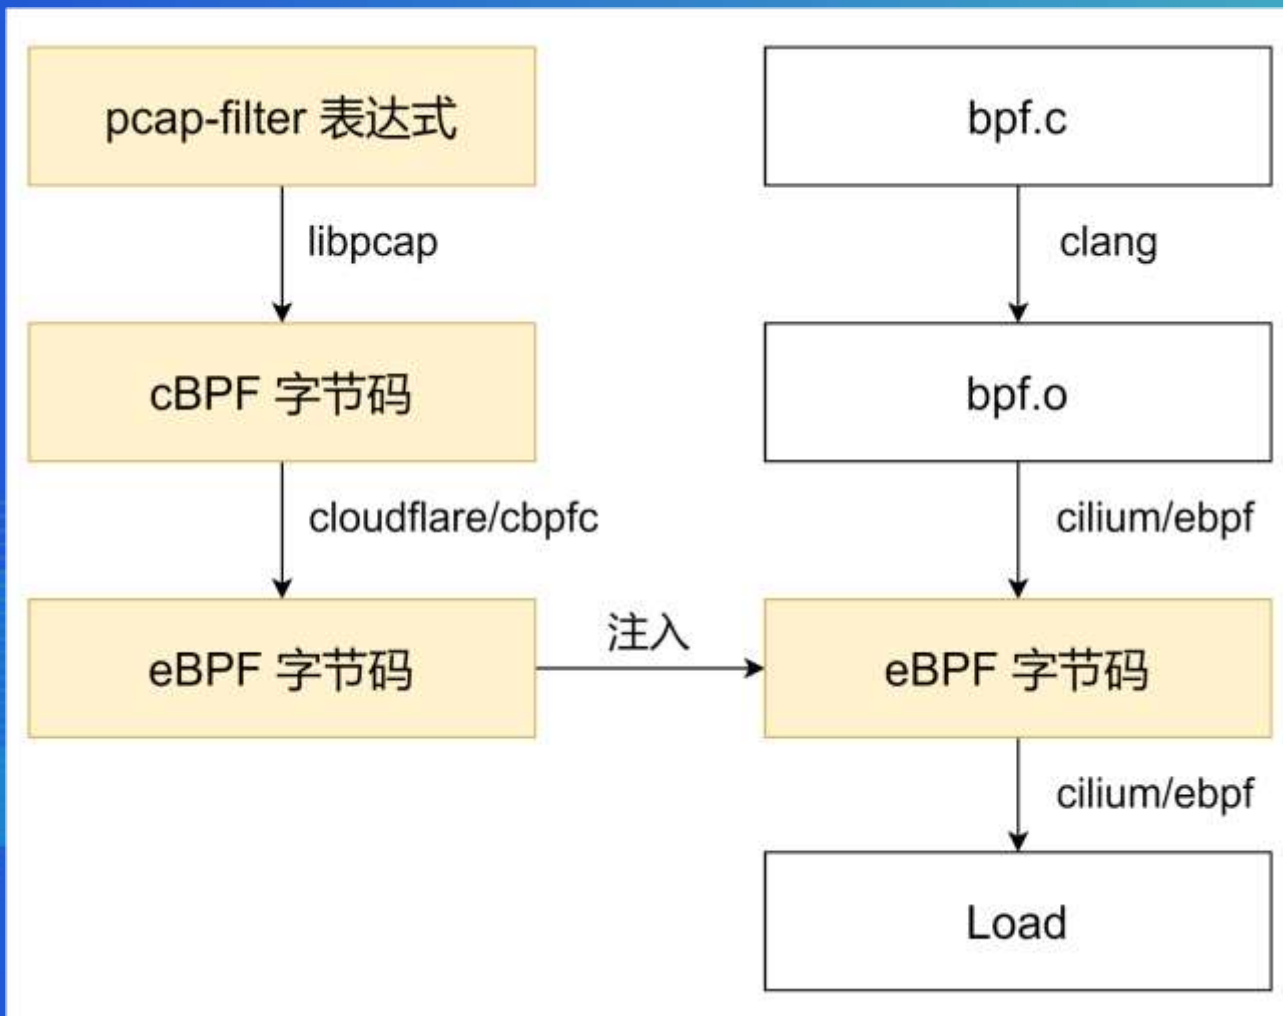 pcap-filter 表达式
bpf.c
libpcap
clang
cBPF 字节码
bpf.o
cloudflare/cbpfc
cilium/ebpf
注入
eBPF 字节码
eBPF 字节码
cilium/ebpf
Load